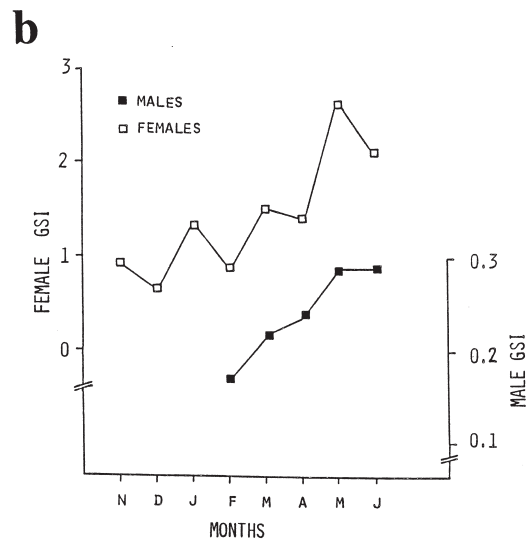 b
3
MALES
FEMALES
2
1
0
FEMALE GSI
0.3
0.2
0.1
MALE GSI
N D J F M A M J
MONTHS